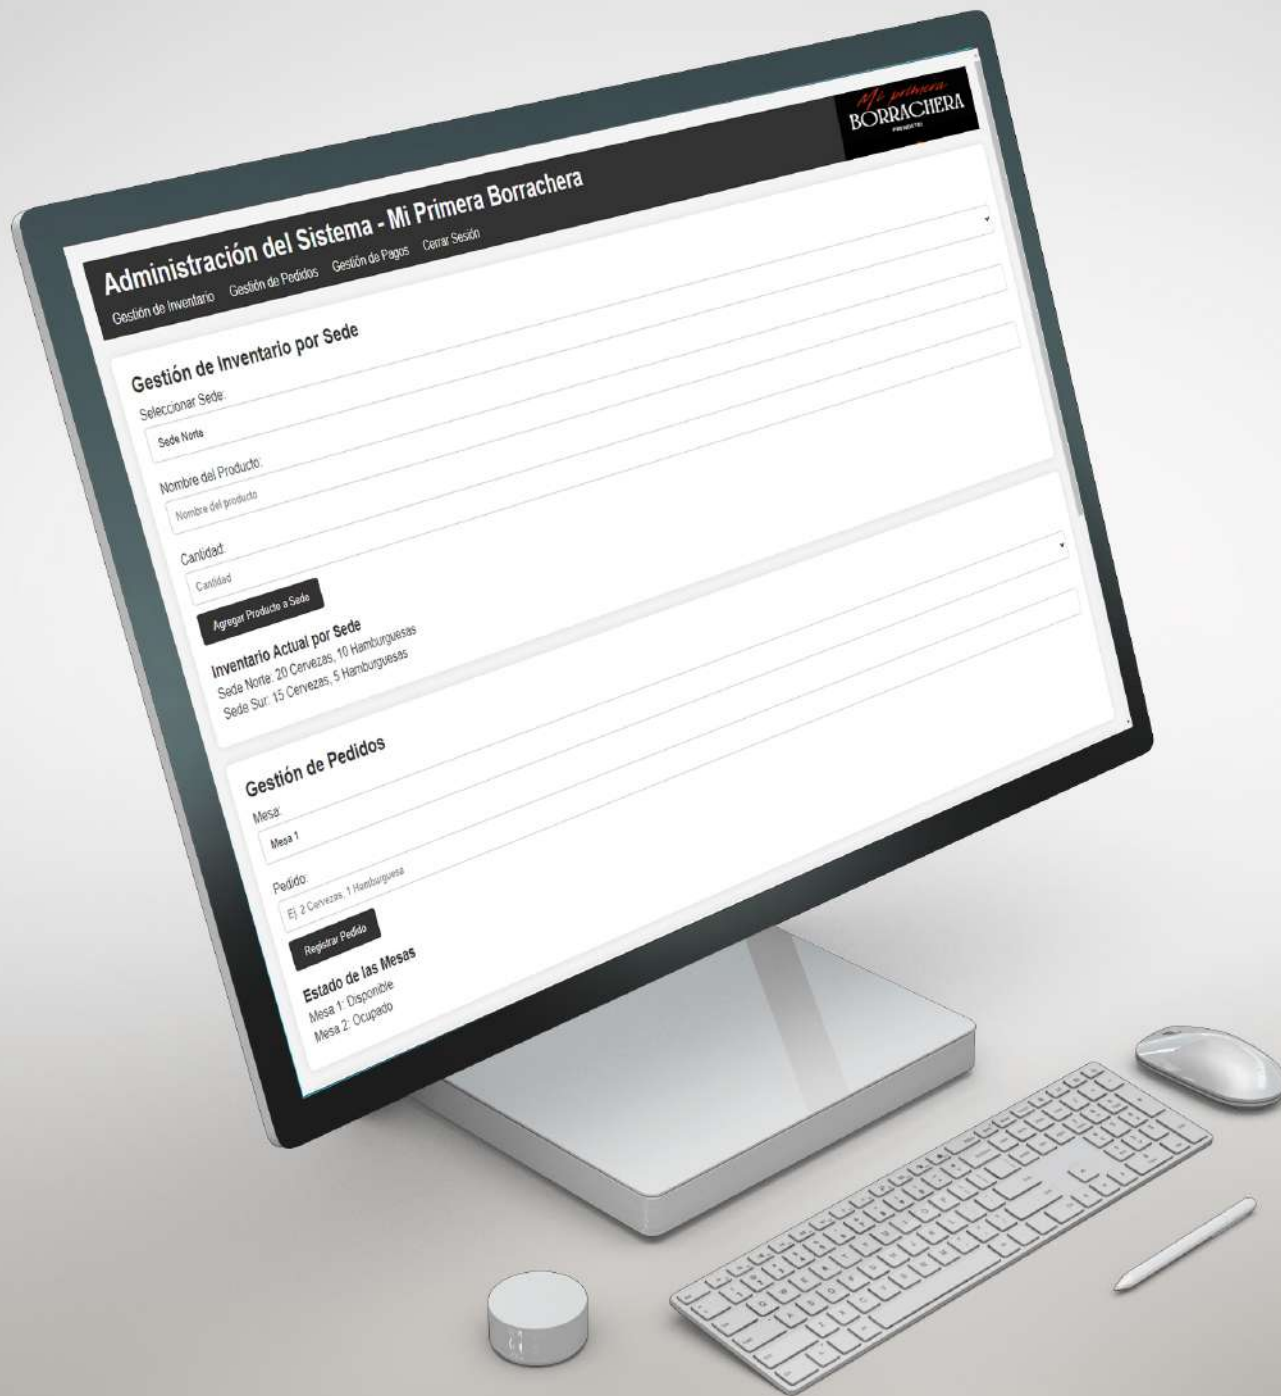 Mi primera
BORRACHERA
Administración del Sistema - Mi Primera Borrachera
Gestión de Inventario Gestión de Pedidos Gestión de Pagos Cerrar Sesión
Gestión de Inventario por Sede
Seleccionar Sede:
Sede Norte
Nombre del Producto:
Nombre del producto
Cantidad:
Cantidad
Agregar Producto a Sede
Inventario Actual por Sede
Sede Norte: 20 Cervezas, 10 Hamburguesas
Sede Sur: 15 Cervezas, 5 Hamburguesas
Gestión de Pedidos
Mesa:
Mesa 1
Pedido:
Ej. 2 Cervezas, 1 Hamburguesa
Registrar Pedido
Estado de las Mesas
Mesa 1: Disponible
Mesa 2: Ocupado